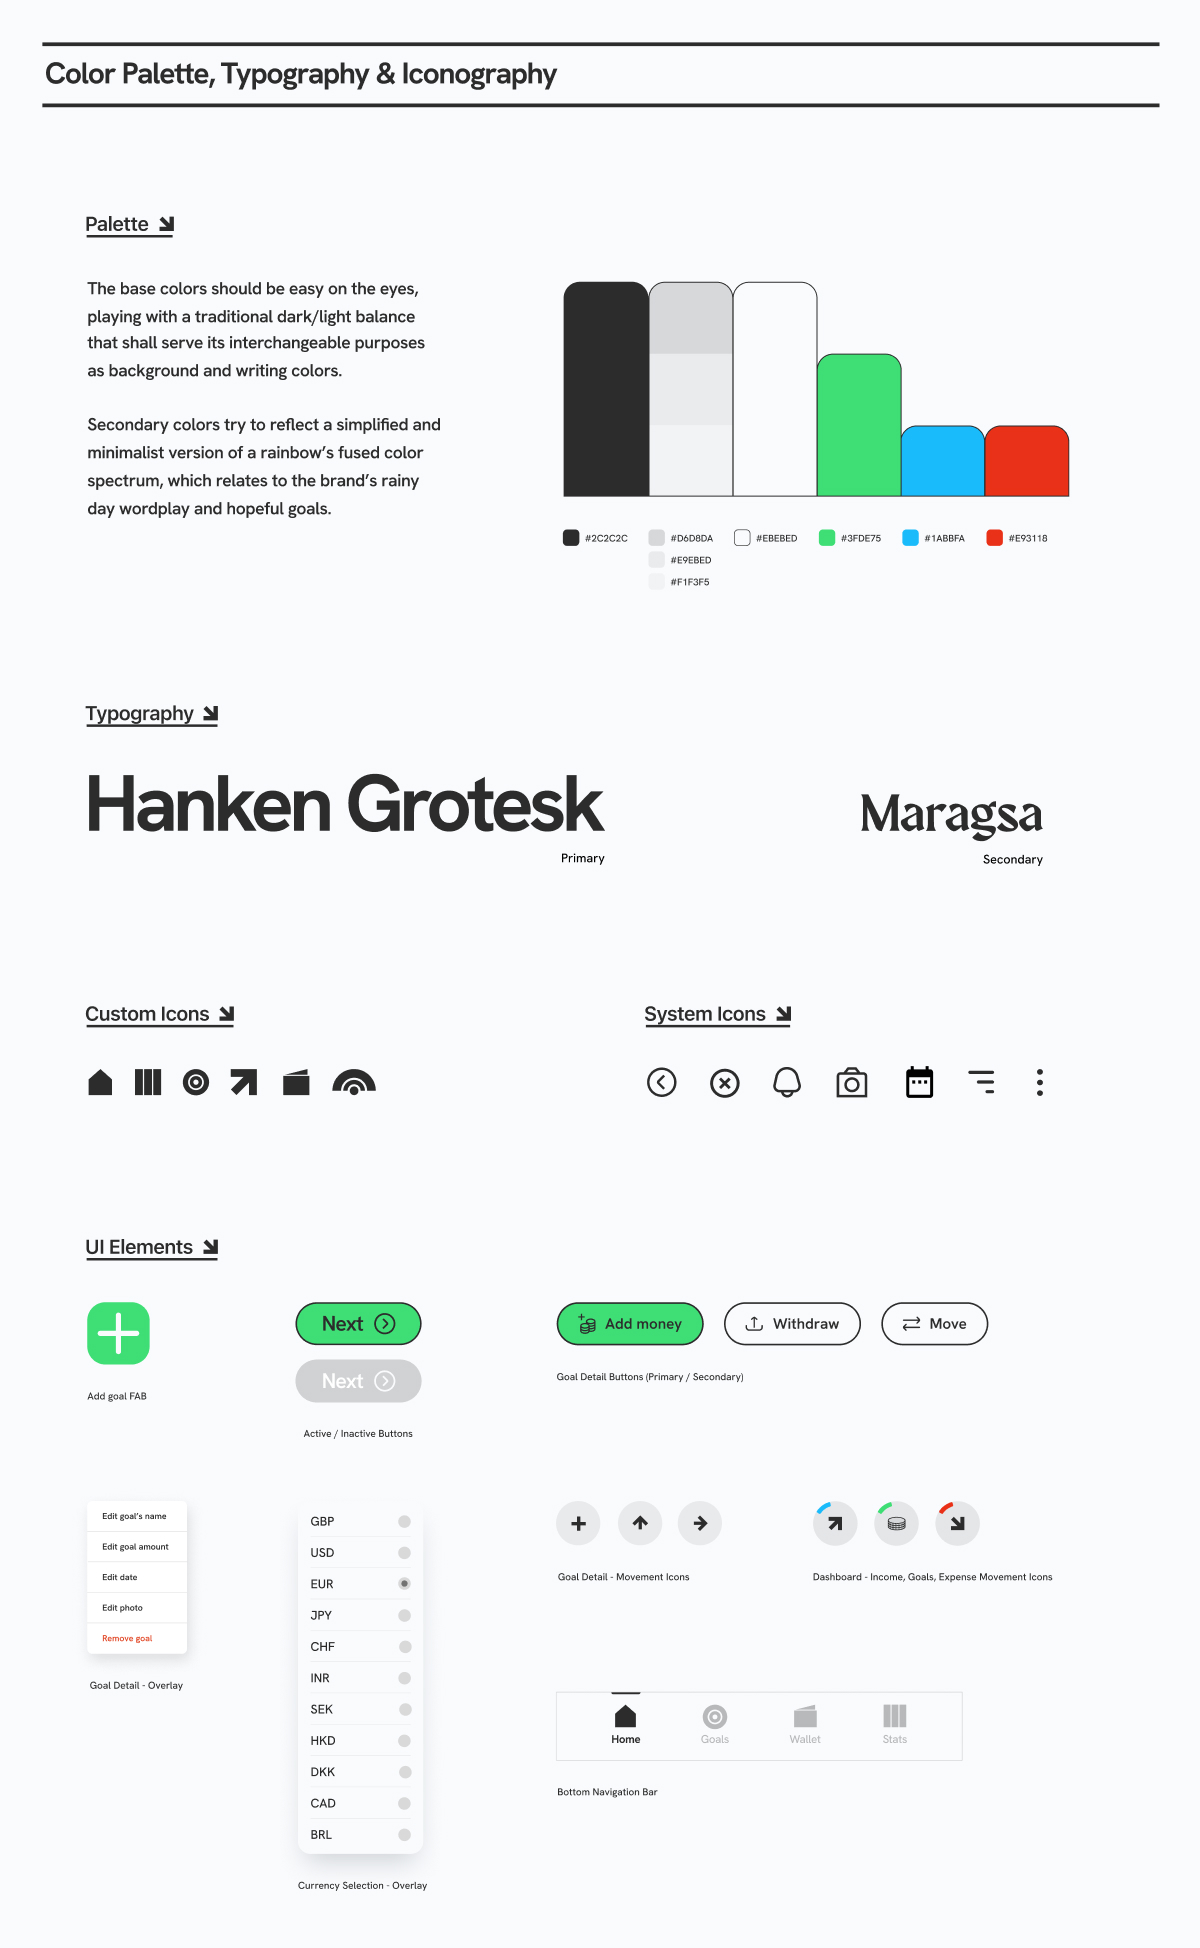 Color Palette, Typography & Iconography
Palette
The base colors should be easy on the eyes,
playing with a traditional dark/light balance
that shall serve its interchangeable purposes
as background and writing colors.
Secondary colors try to reflect a simplified and
minimalist version of a rainbow’s fused color
spectrum, which relates to the brand’s rainy
day wordplay and hopeful goals.
#2C2C2C
#D6D8DA
#EBEBED
#3FDE75
#1ABBFA
#E93118
#E9EBED
#F1F3F5
Typography
Hanken Grotesk
Primary
Maragsa
Secondary
Custom Icons
System Icons
UI Elements
Add goal FAB
Next
Next
Active / Inactive Buttons
Add money
Withdraw
Move
Goal Detail Buttons (Primary / Secondary)
Edit goal’s name
Edit goal amount
Edit date
Edit photo
Remove goal
Goal Detail - Overlay
GBP
USD
EUR
JPY
CHF
INR
SEK
HKD
DKK
CAD
BRL
Currency Selection - Overlay
Goal Detail - Movement Icons
Dashboard - Income, Goals, Expense Movement Icons
Home
Goals
Wallet
Stats
Bottom Navigation Bar